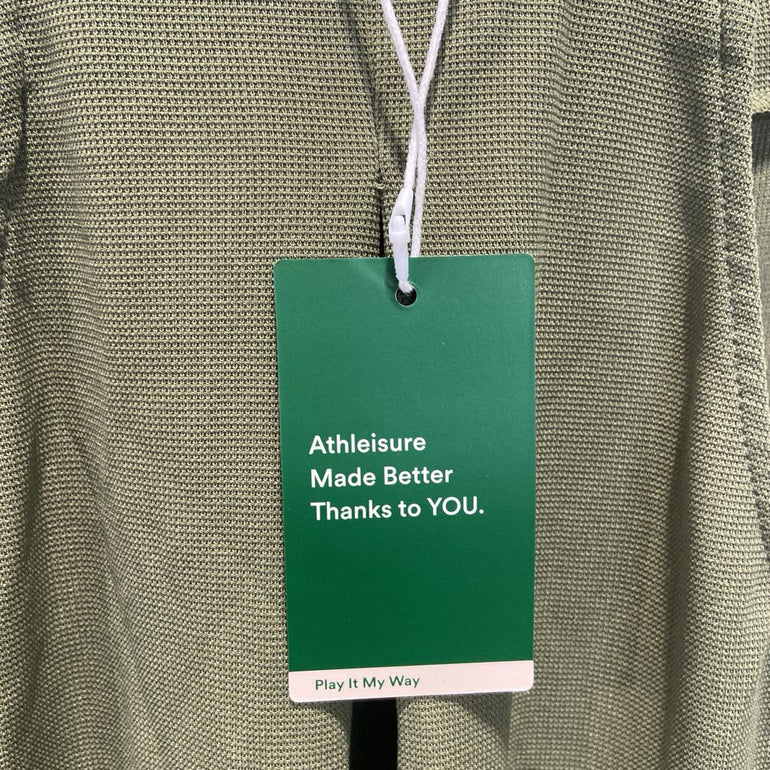 Athleisure
Made Better
Thanks to YOU.
Play It My Way